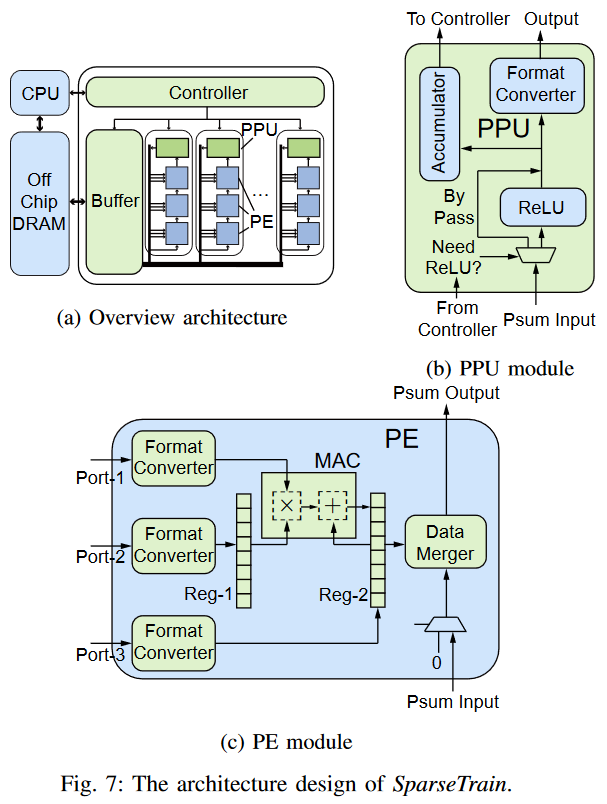 CPU
Controller
Off
Chip
DRAM
Buffer
PPU
...
PE
(a) Overview architecture
To Controller
Output
Accumulator
Format
Converter
PPU
By
Pass
ReLU
Need
ReLU?
From
Controller
Psum Input
(b) PPU module
Psum Output
PE
Format
Converter
Port-1
MAC
×
+
Format
Converter
Port-2
Reg-1
Reg-2
Data
Merger
Format
Converter
Port-3
0
Psum Input
(c) PE module
Fig. 7: The architecture design of SparseTrain.